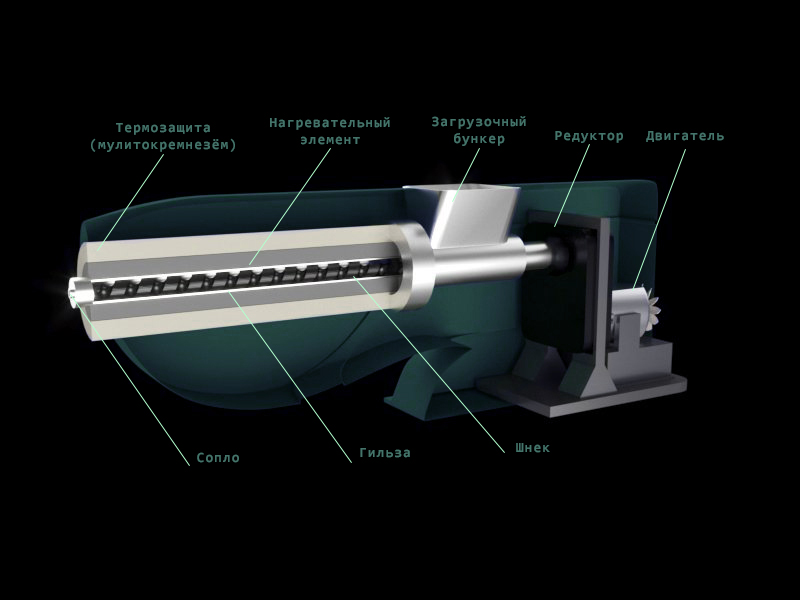 Термозащита
(мулитокремнезём)
Нагревательный
элемент
Загрузочный
бункер
Редуктор
Двигатель
Сопло
Гильза
Шнек